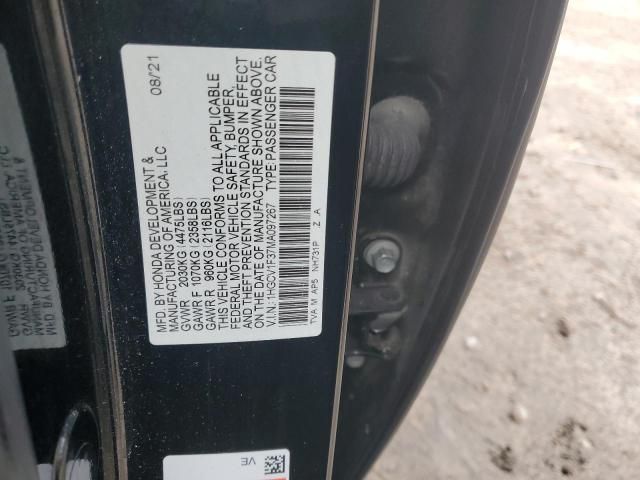 MFD. BY HONDA DEVELOPMENT &
MANUFACTURING OF AMERICA, LLC
08/21
GVWR 2030KG (4475LBS)
GAWR F 1070KG (2358LBS)
GAWR R 960KG (2116LBS)
THIS VEHICLE CONFORMS TO ALL APPLICABLE
FEDERAL MOTOR VEHICLE SAFETY, BUMPER,
AND THEFT PREVENTION STANDARDS IN EFFECT
ON THE DATE OF MANUFACTURE SHOWN ABOVE.
V.I.N.: 1HGCV1F37MA097267 TYPE: PASSENGER CAR
TVA M AP5 NH731P Z A
VE